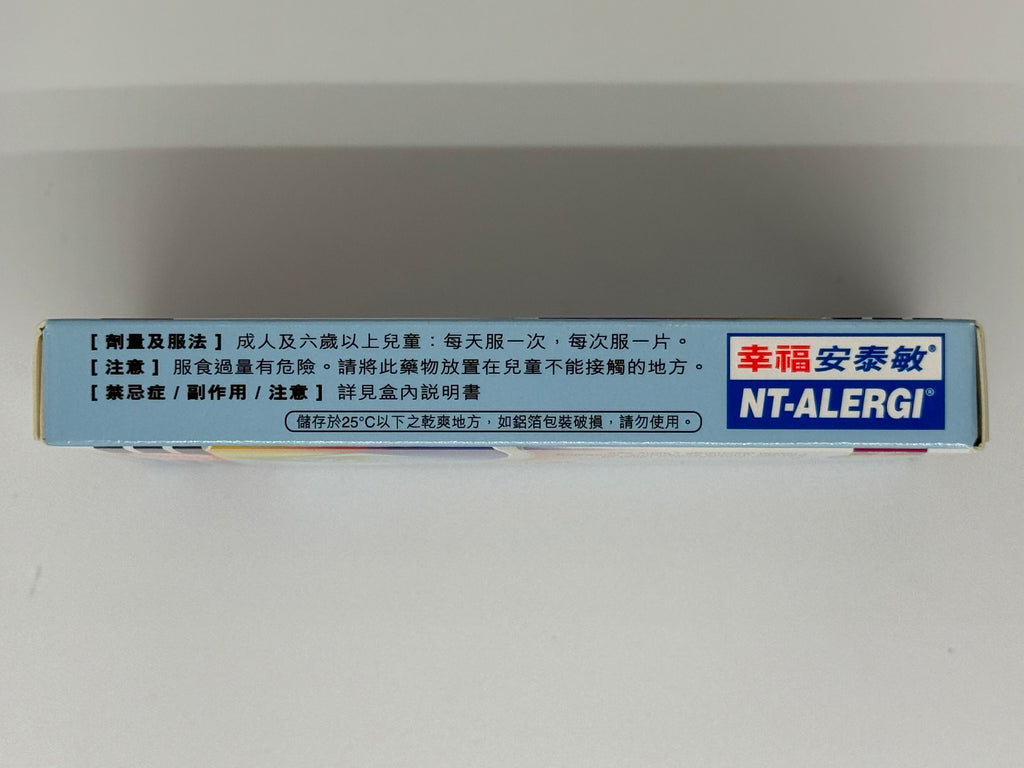 [ 劑量及服法 ] 成人及六歲以上兒童：每天服一次，每次服一片。
[ 注意 ] 服食過量有危險。請將此藥物放置在兒童不能接觸的地方。
[ 禁忌症 / 副作用 / 注意 ] 詳見盒內説明書
儲存於25°C以下之乾爽地方，如鋁箔包裝破損，請勿使用。
幸福安泰敏®
NT-ALERGI®